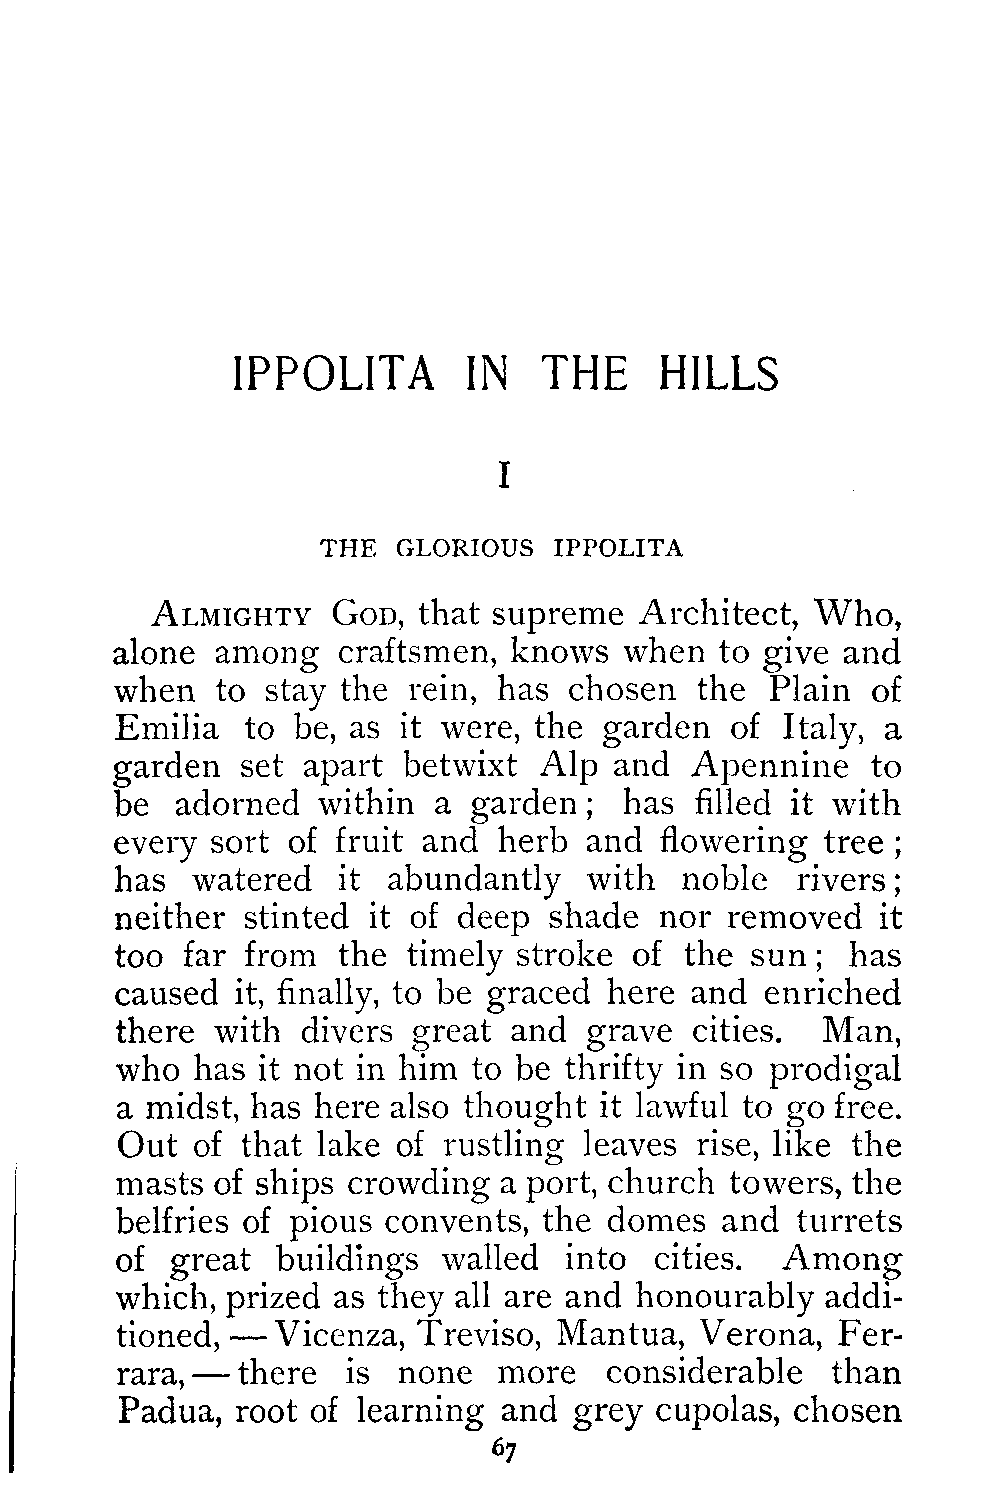 IPPOLITA IN THE HILLS
I
THE GLORIOUS IPPOLITA
ALMIGHTY GOD, that supreme Architect, Who,
alone among craftsmen, knows when to give and
when to stay the rein, has chosen the Plain of
Emilia to be, as it were, the garden of Italy, a
garden set apart betwixt Alp and Apennine to
be adorned within a garden; has filled it with
every sort of fruit and herb and flowering tree;
has watered it abundantly with noble rivers;
neither stinted it of deep shade nor removed it
too far from the timely stroke of the sun; has
caused it, finally, to be graced here and enriched
there with divers great and grave cities. Man,
who has it not in him to be thrifty in so prodigal
a midst, has here also thought it lawful to go free.
Out of that lake of rustling leaves rise, like the
masts of ships crowding a port, church towers, the
belfries of pious convents, the domes and turrets
of great buildings walled into cities. Among
which, prized as they all are and honourably addi-
tioned, — Vicenza, Treviso, Mantua, Verona, Fer-
rara, — there is none more considerable than
Padua, root of learning and grey cupolas, chosen
67